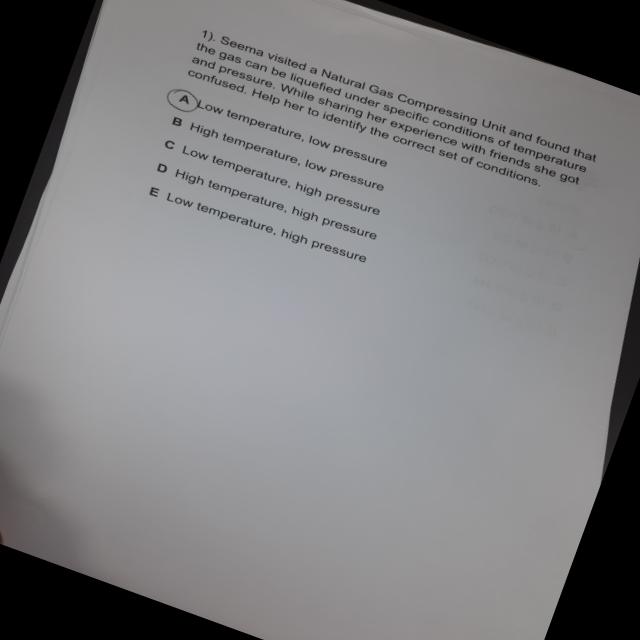 1). Seema visited a Natural Gas Compressing Unit and found that
the gas can be liquefied under specific conditions of temperature
and pressure. While sharing her experience with friends she got
confused. Help her to identify the correct set of conditions.
A Low temperature, low pressure
B High temperature, low pressure
C Low temperature, high pressure
D High temperature, high pressure
E Low temperature, high pressure